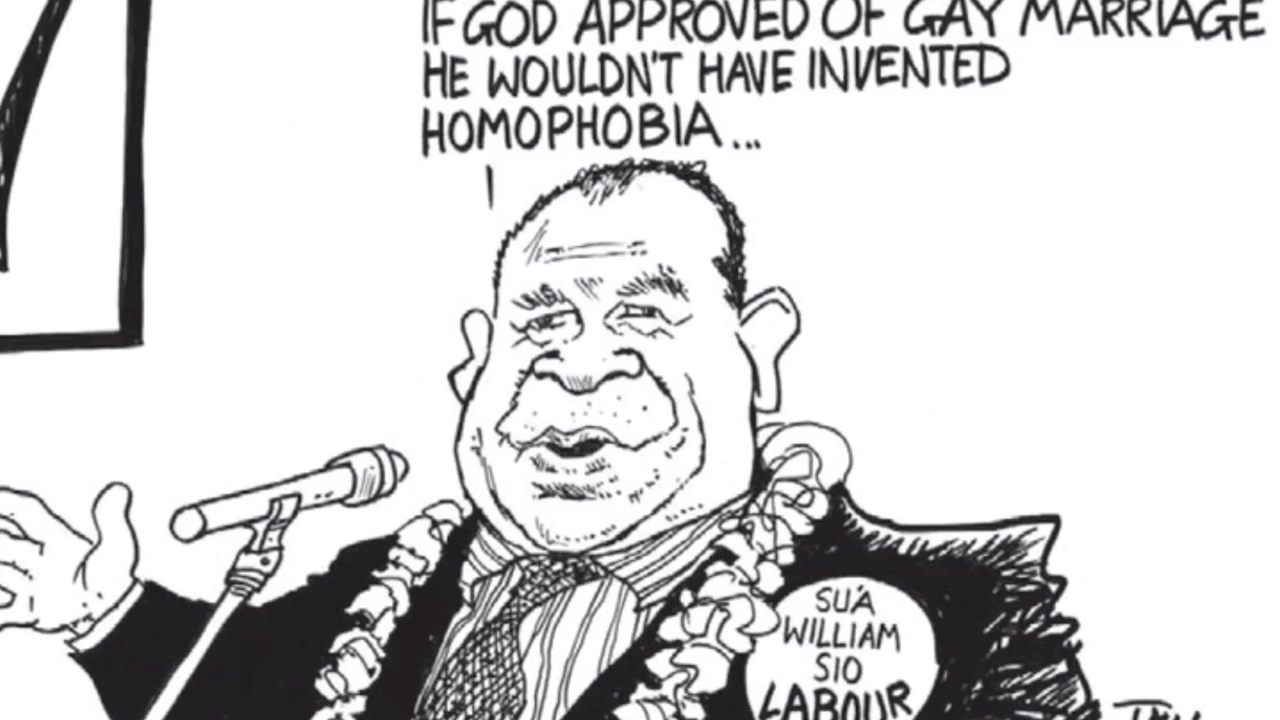 IF GOD APPROVED OF GAY MARRIAGE
HE WOULDN'T HAVE INVENTED
HOMOPHOBIA...
SU'A
WILLIAM
SIO
LABOUR